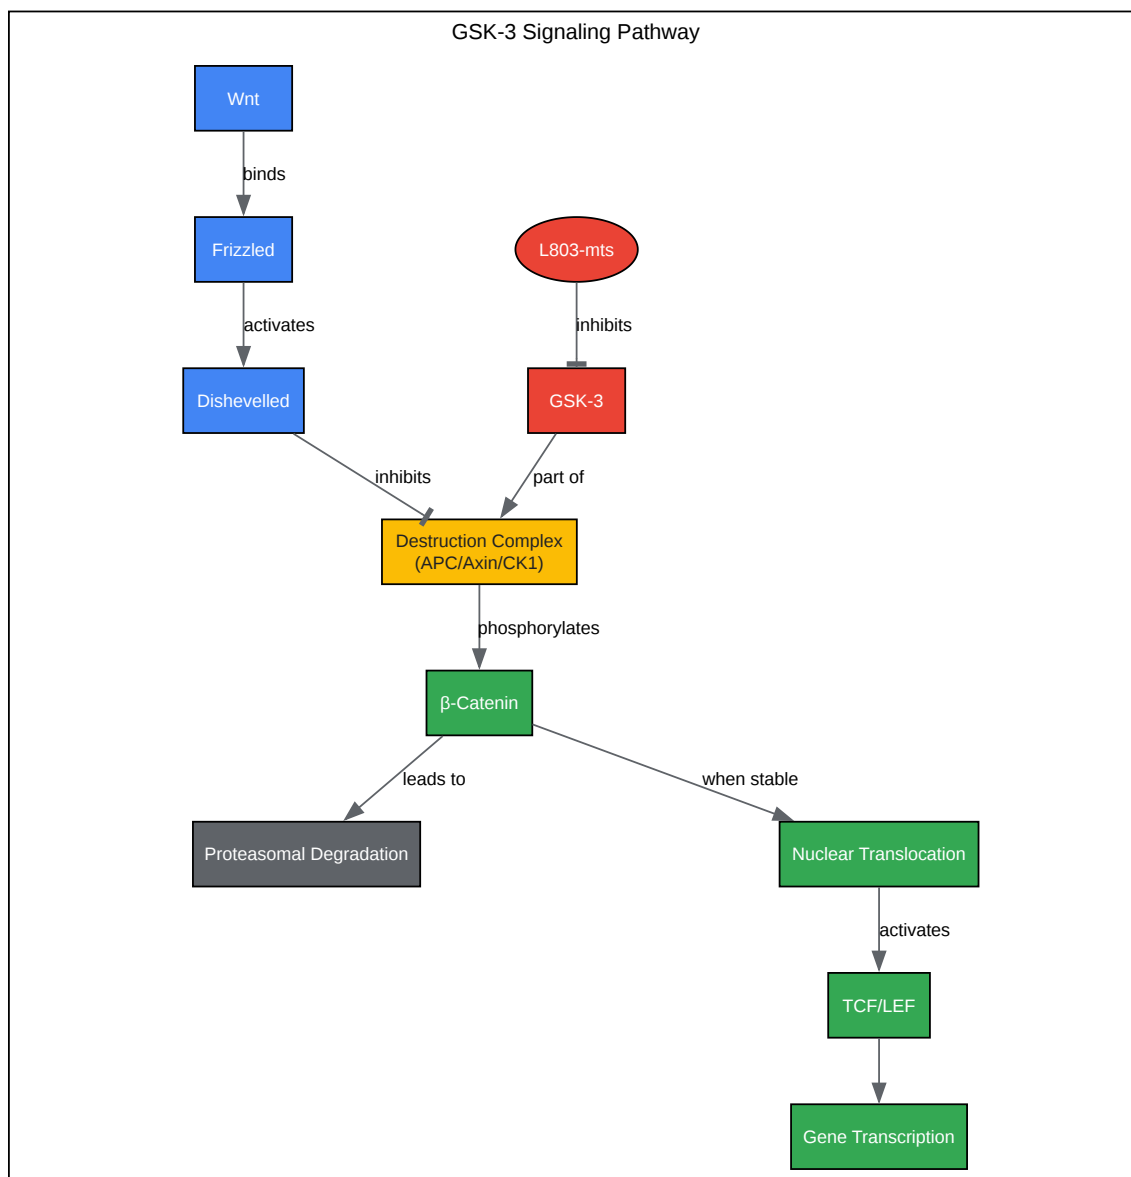 GSK-3 Signaling Pathway
Wnt
binds
Frizzled
L803-mts
activates
inhibits
Dishevelled
GSK-3
inhibits
part of
Destruction Complex
(APC/Axin/CK1)
phosphorylates
β-Catenin
leads to
when stable
Proteasomal Degradation
Nuclear Translocation
activates
TCF/LEF
Gene Transcription